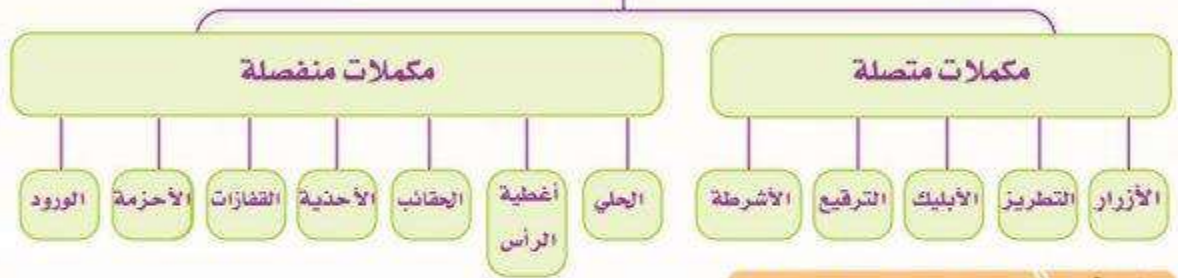 مكملات متصلة
مكملات منفصلة
الأزرار
التطريز
الأبليك
الترقيع
الأشرطة
الحلي
أغطية
الرأس
الحقائب
الأحذية
القفازات
الأحزمة
الورود